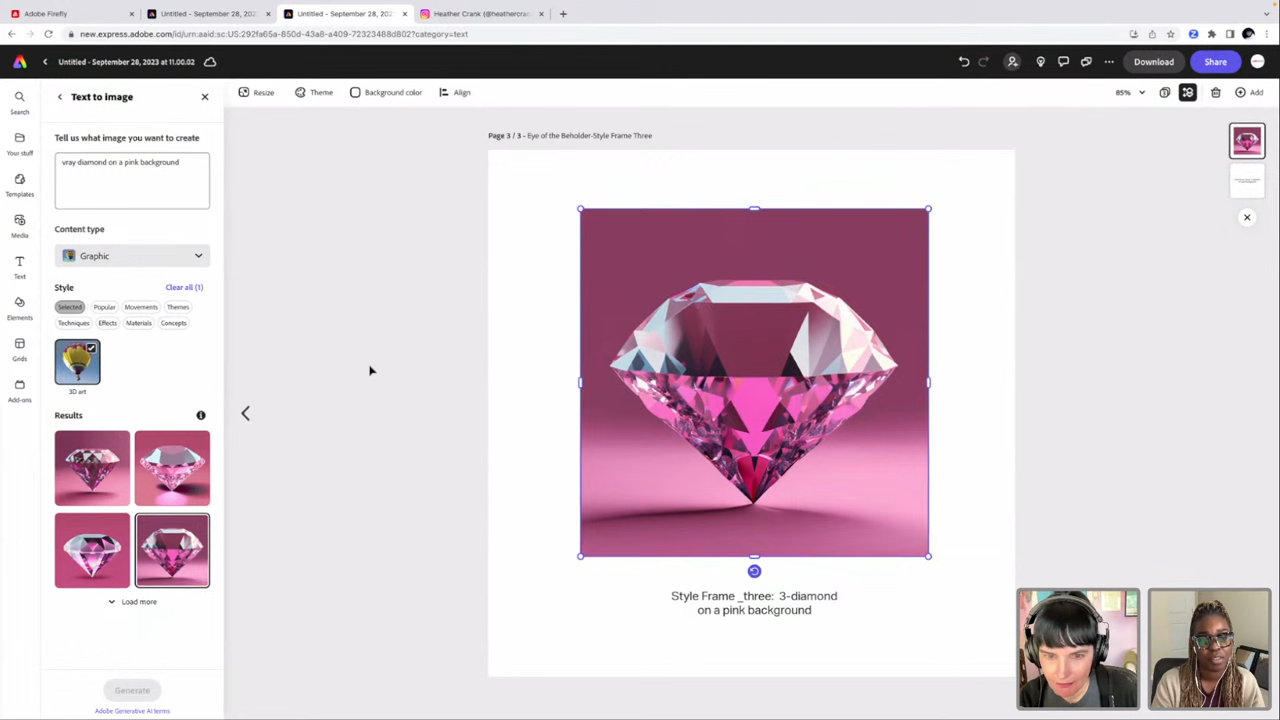 Adobe Firefly
Untitled - September 28, 202
Untitled - September 28, 202
Heather Crank (@heathercran
new.express.adobe.com/id/urn:aaid:sc:US:292fa65a-850d-43a8-a409-72323488d802?category=text
Untitled - September 28, 2023 at 11.00.02
Download
Share
Search
Your stuff
Templates
Media
Text
Elements
Grids
Add-ons
Text to image
Tell us what image you want to create
vray diamond on a pink background
Content type
Graphic
Style
Clear all (1)
Selected
Popular
Movements
Themes
Techniques
Effects
Materials
Concepts
3D art
Results
Load more
Generate
Adobe Generative AI terms
Resize
Theme
Background color
Align
85%
Add
Page 3 / 3 - Eye of the Beholder-Style Frame Three
Style Frame _three: 3-diamond
on a pink background